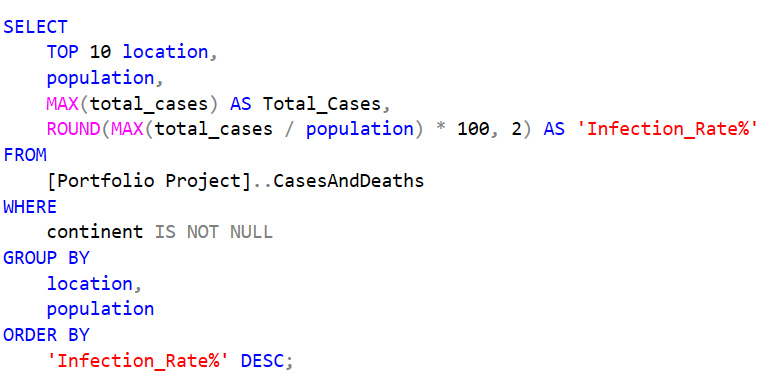 SELECT
    TOP 10 location,
    population,
    MAX(total_cases) AS Total_Cases,
    ROUND(MAX(total_cases / population) * 100, 2) AS 'Infection_Rate%'
FROM
    [Portfolio Project]..CasesAndDeaths
WHERE
    continent IS NOT NULL
GROUP BY
    location,
    population
ORDER BY
    'Infection_Rate%' DESC;